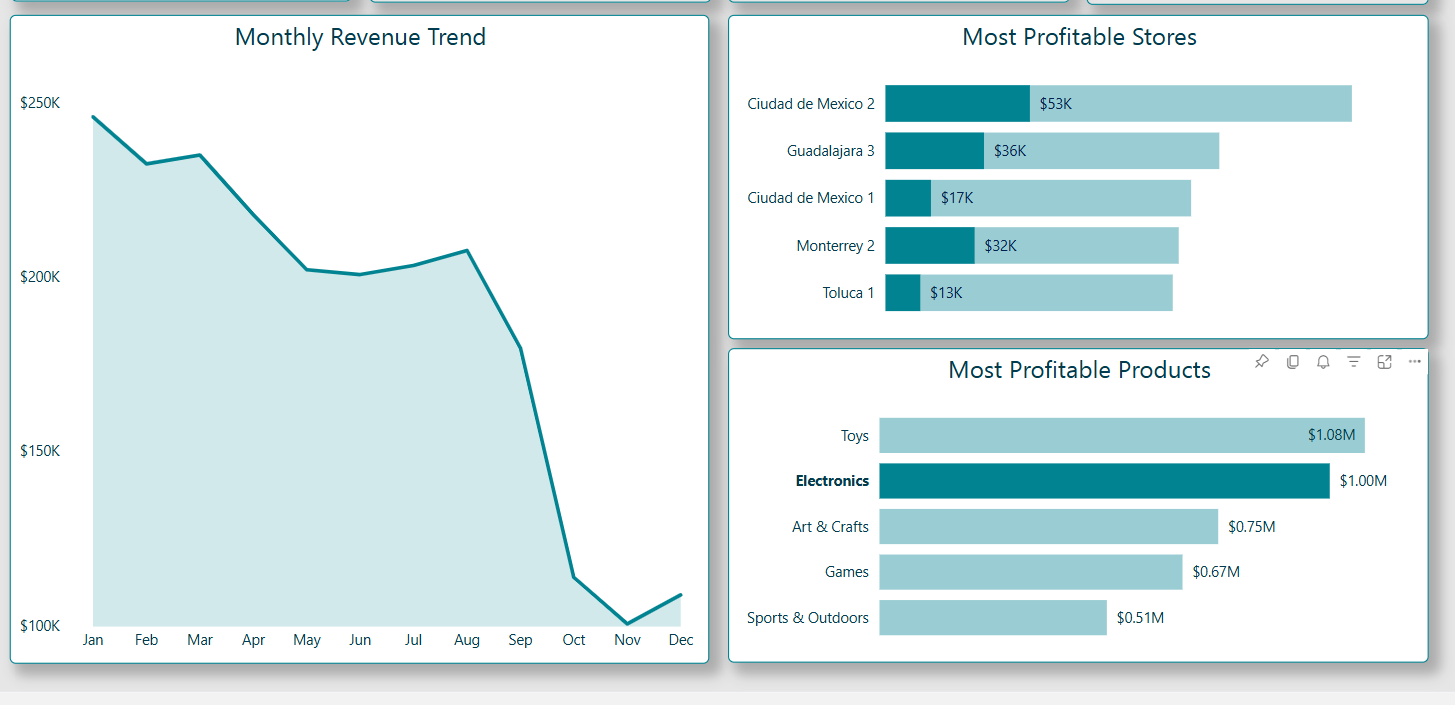 Monthly Revenue Trend
$250K
$200K
$150K
$100K
Jan Feb Mar Apr May Jun Jul Aug Sep Oct Nov Dec
Most Profitable Stores
Ciudad de Mexico 2 $53K
Guadalajara 3 $36K
Ciudad de Mexico 1 $17K
Monterrey 2 $32K
Toluca 1 $13K
Most Profitable Products
Toys $1.08M
Electronics $1.00M
Art & Crafts $0.75M
Games $0.67M
Sports & Outdoors $0.51M